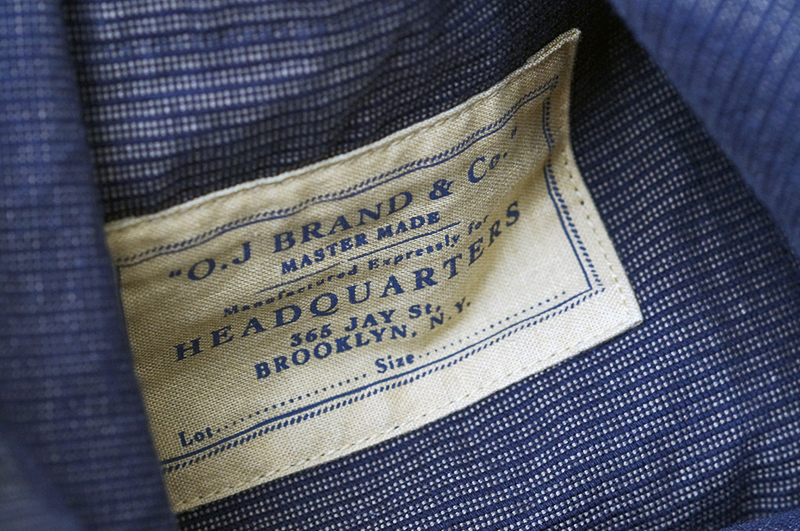 "O.J BRAND & Co."
MASTER MADE
Manufactured Expressly for
HEADQUARTERS
365 JAY St.
BROOKLYN, N.Y.
Size....................
Lot....................